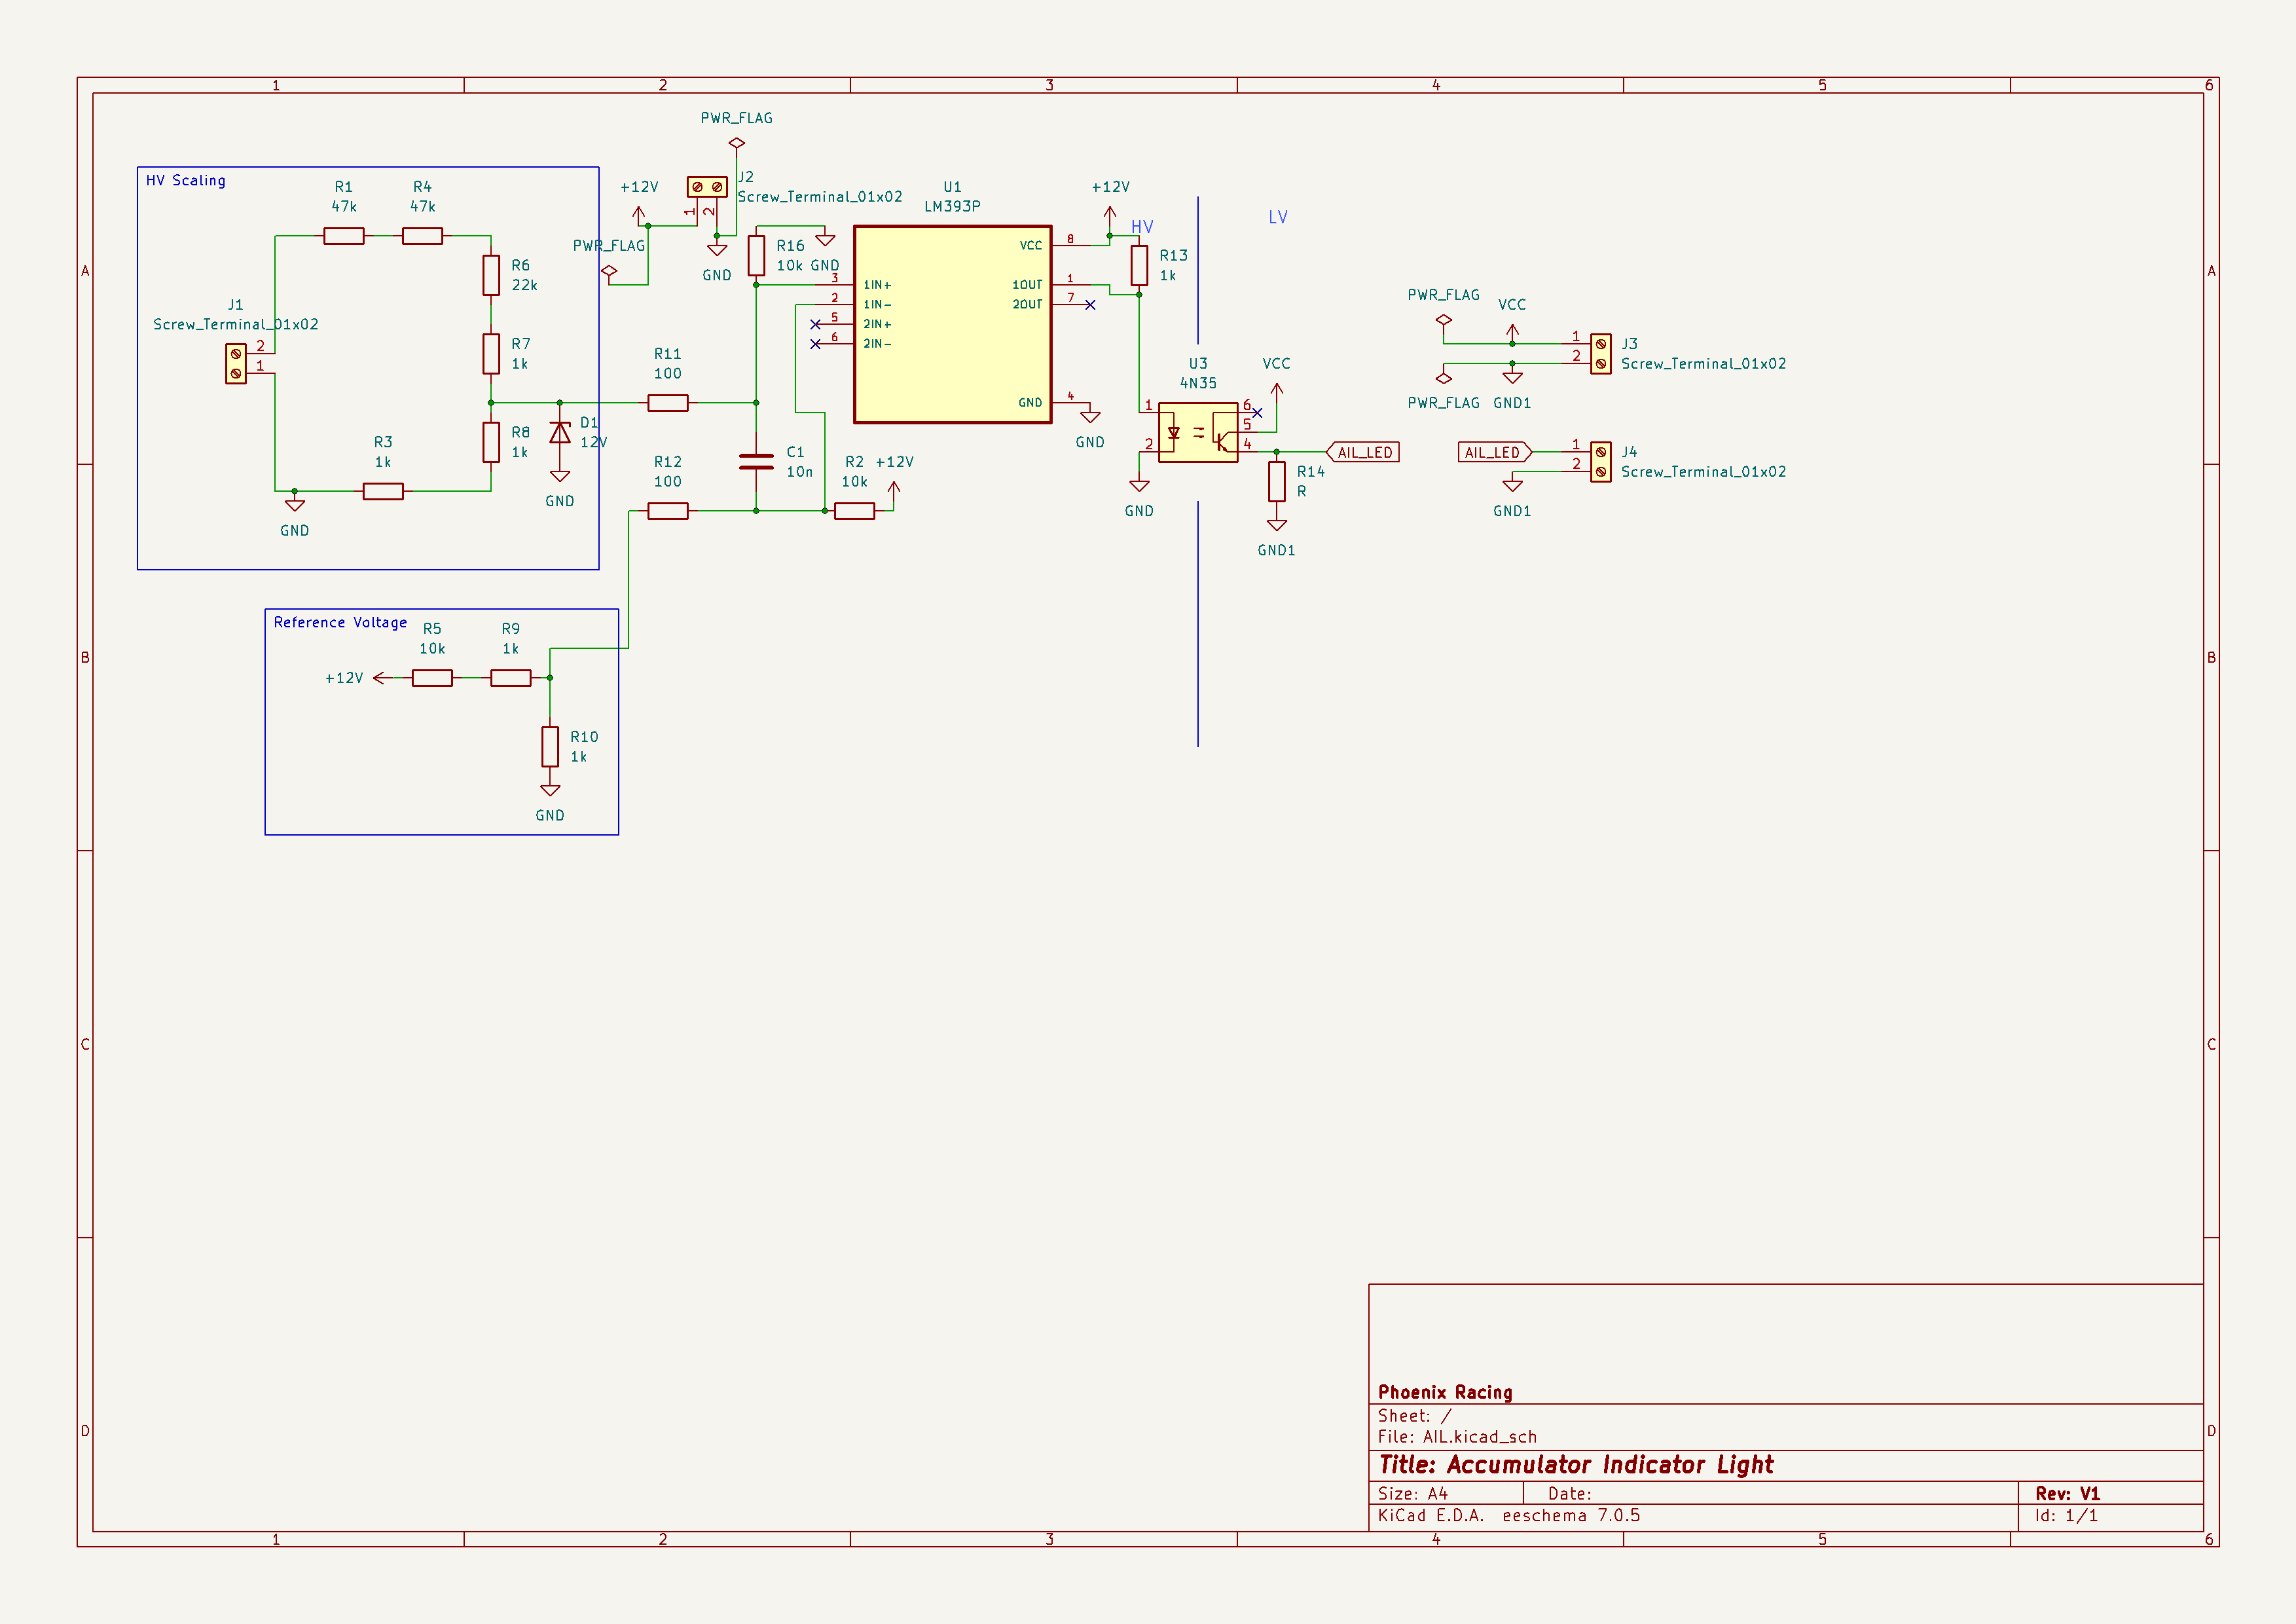 1 2 3 4 5 6
A
B
C
D
HV Scaling
R1
47k
R4
47k
R6
22k
R7
1k
R8
1k
R3
1k
J1
Screw_Terminal_01x02
2
1
GND
D1
12V
GND
PWR_FLAG
+12V
J2
Screw_Terminal_01x02
1
2
PWR_FLAG
GND
R16
10k
GND
R11
100
R12
100
C1
10n
R2
10k
+12V
U1
LM393P
3 1IN+
2 1IN-
5 2IN+
6 2IN-
VCC 8
1OUT 1
2OUT 7
GND 4
GND
+12V
HV
LV
R13
1k
U3
4N35
1
2
6
5
4
VCC
GND
AIL_LED
R14
R
GND1
PWR_FLAG
VCC
1
2
J3
Screw_Terminal_01x02
PWR_FLAG
GND1
AIL_LED
1
2
J4
Screw_Terminal_01x02
GND1
Reference Voltage
R5
10k
R9
1k
+12V
R10
1k
GND
Phoenix Racing
Sheet: /
File: AIL.kicad_sch
Title: Accumulator Indicator Light
Size: A4
Date:
Rev: V1
KiCad E.D.A. eeschema 7.0.5
Id: 1/1
A
B
C
D
1 2 3 4 5 6